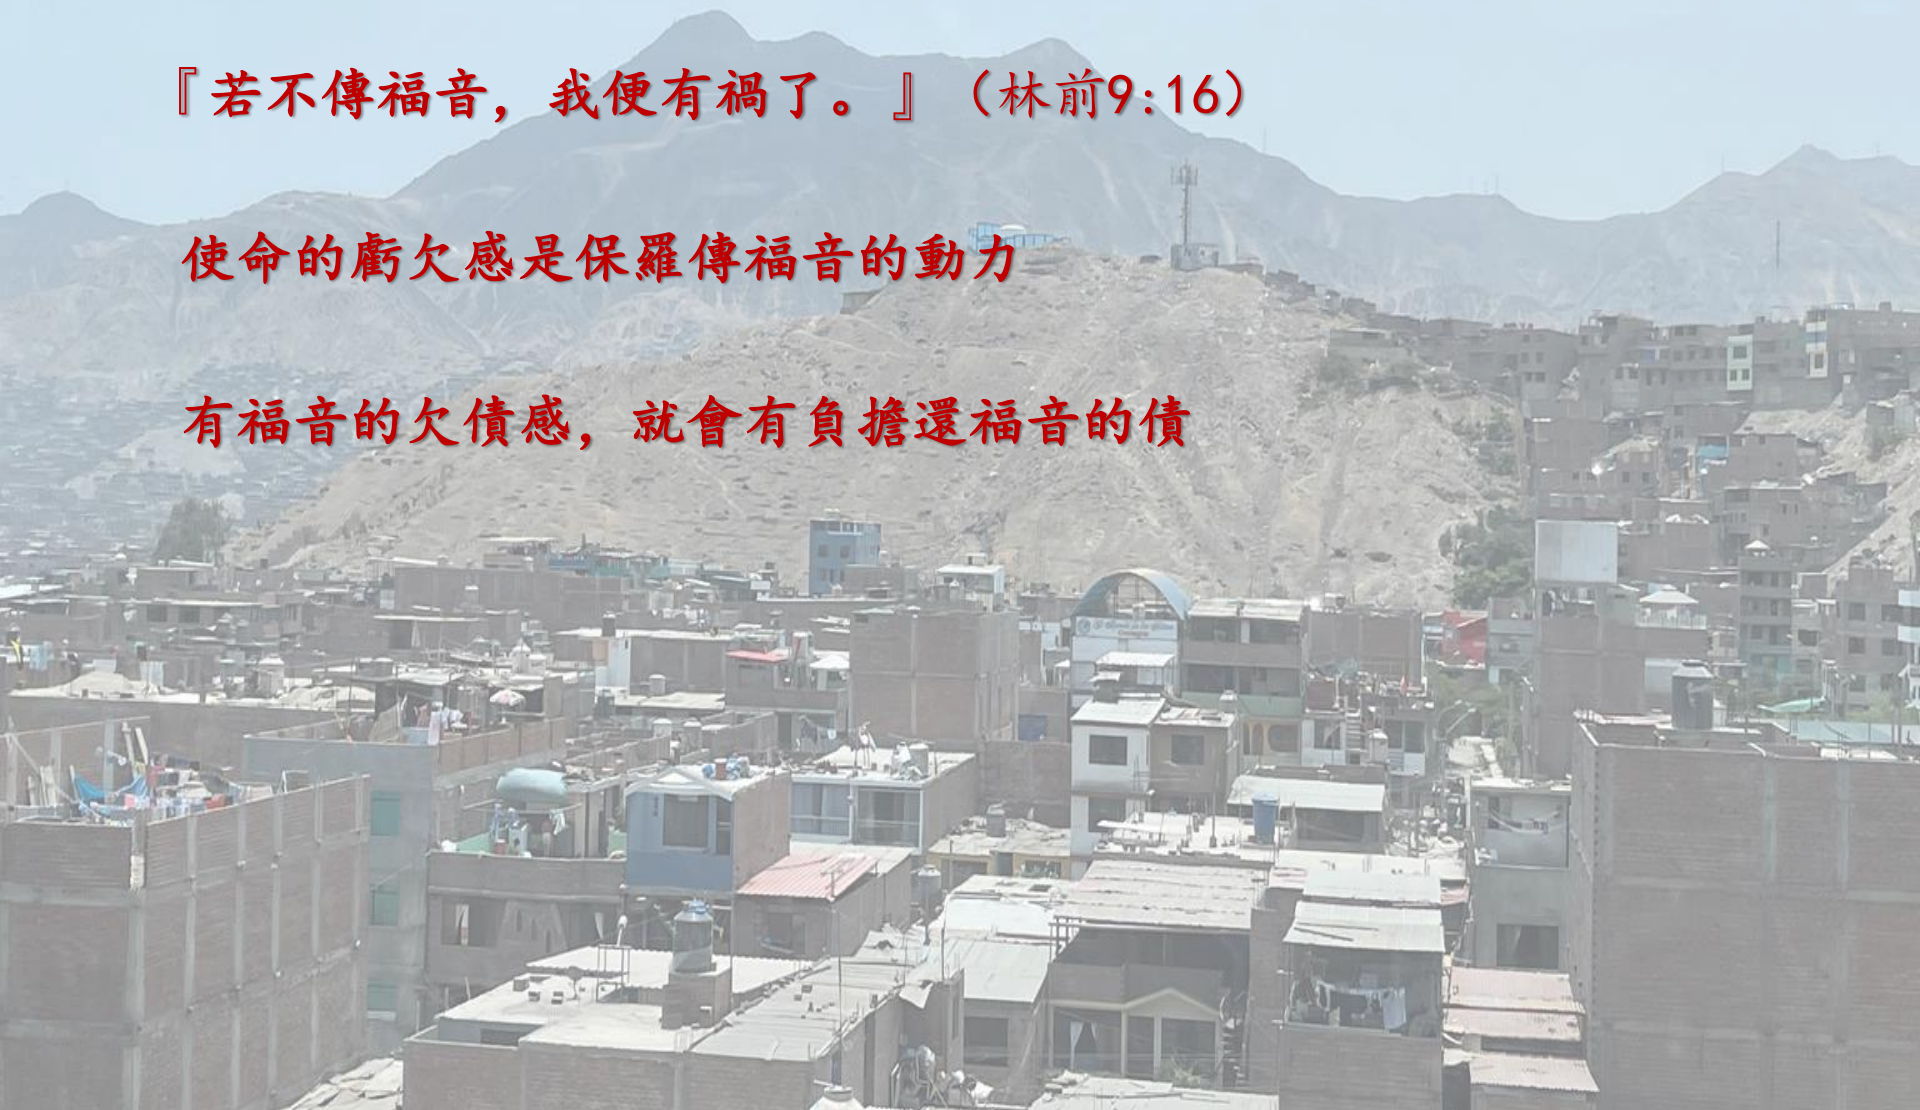 『若不傳福音，我便有禍了。』（林前9:16）
使命的虧欠感是保羅傳福音的動力
有福音的欠債感，就會有負擔還福音的債